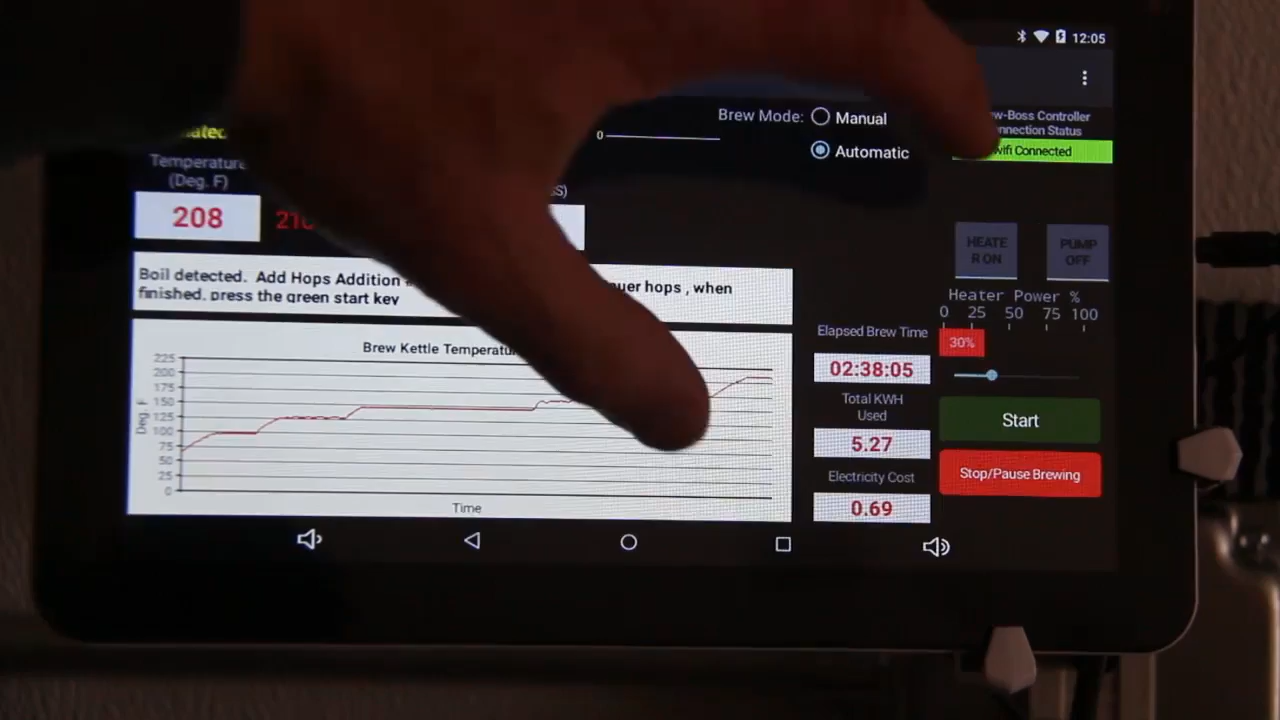 12:05
Brew Mode: Manual
Automatic
Controller
Connection Status
Wifi Connected
Temperature
(Deg. F)
208
HEATE
R ON
PUMP
OFF
Boil detected. Add Hops Addition
hops , when
finished, press the green start key
Heater Power %
0 25 50 75 100
30%
Elapsed Brew Time
02:38:05
Total KWH
Used
5.27
Electricity Cost
0.69
Start
Stop/Pause Brewing
Brew Kettle
225
200
175
150
125
100
75
50
25
0
Deg. F
Time
0